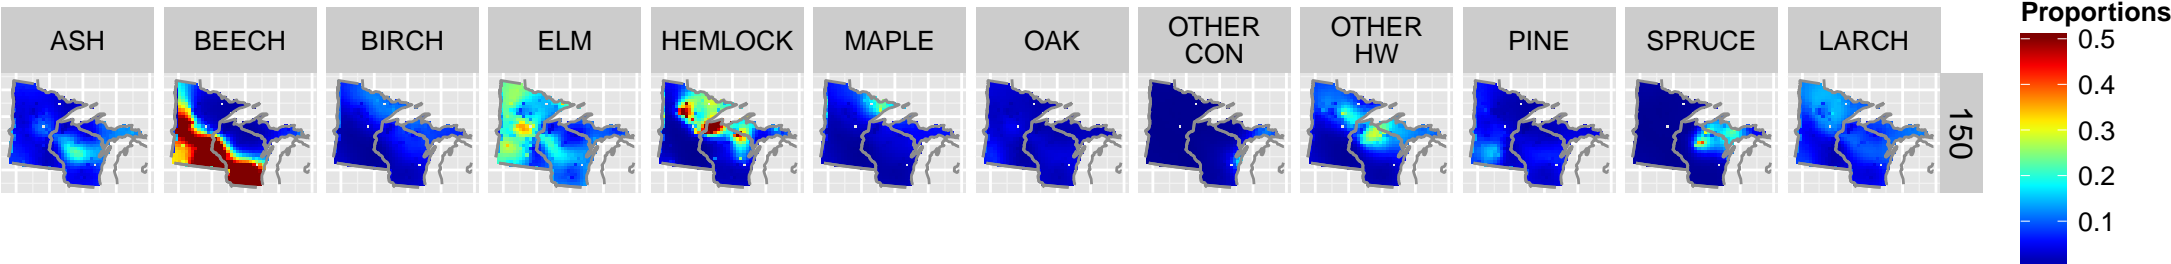 ASH
BEECH
BIRCH
ELM
HEMLOCK
MAPLE
OAK
OTHER
CON
OTHER
HW
PINE
SPRUCE
LARCH
150
Proportions
0.5
0.4
0.3
0.2
0.1